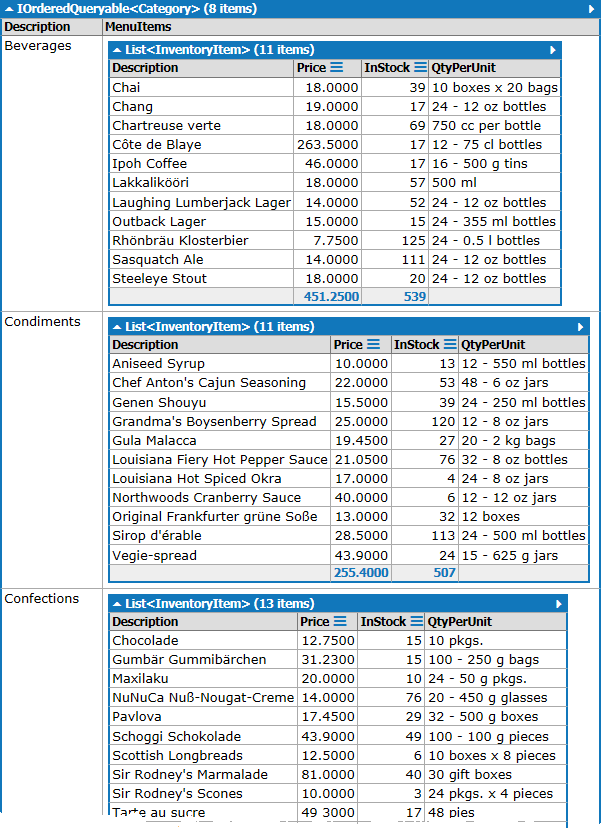 IOrderedQueryable<Category> (8 items)
Description MenuItems
Beverages
List<InventoryItem> (11 items)
Description Price InStock QtyPerUnit
Chai 18.0000 39 10 boxes x 20 bags
Chang 19.0000 17 24 - 12 oz bottles
Chartreuse verte 18.0000 69 750 cc per bottle
Côte de Blaye 263.5000 17 12 - 75 cl bottles
Ipoh Coffee 46.0000 17 16 - 500 g tins
Lakkalikööri 18.0000 57 500 ml
Laughing Lumberjack Lager 14.0000 52 24 - 12 oz bottles
Outback Lager 15.0000 15 24 - 355 ml bottles
Rhönbräu Klosterbier 7.7500 125 24 - 0.5 l bottles
Sasquatch Ale 14.0000 111 24 - 12 oz bottles
Steeleye Stout 18.0000 20 24 - 12 oz bottles
451.2500 539
Condiments
List<InventoryItem> (11 items)
Description Price InStock QtyPerUnit
Aniseed Syrup 10.0000 13 12 - 550 ml bottles
Chef Anton's Cajun Seasoning 22.0000 53 48 - 6 oz jars
Genen Shouyu 15.5000 39 24 - 250 ml bottles
Grandma's Boysenberry Spread 25.0000 120 12 - 8 oz jars
Gula Malacca 19.4500 27 20 - 2 kg bags
Louisiana Fiery Hot Pepper Sauce 21.0500 76 32 - 8 oz bottles
Louisiana Hot Spiced Okra 17.0000 4 24 - 8 oz jars
Northwoods Cranberry Sauce 40.0000 6 12 - 12 oz jars
Original Frankfurter grüne Soße 13.0000 32 12 boxes
Sirop d'érable 28.5000 113 24 - 500 ml bottles
Vegie-spread 43.9000 24 15 - 625 g jars
255.4000 507
Confections
List<InventoryItem> (13 items)
Description Price InStock QtyPerUnit
Chocolade 12.7500 15 10 pkgs.
Gumbär Gummibärchen 31.2300 15 100 - 250 g bags
Maxilaku 20.0000 10 24 - 50 g pkgs.
NuNuCa Nuß-Nougat-Creme 14.0000 76 20 - 450 g glasses
Pavlova 17.4500 29 32 - 500 g boxes
Schoggi Schokolade 43.9000 49 100 - 100 g pieces
Scottish Longbreads 12.5000 6 10 boxes x 8 pieces
Sir Rodney's Marmalade 81.0000 40 30 gift boxes
Sir Rodney's Scones 10.0000 3 24 pkgs. x 4 pieces
Tarte au sucre 49.3000 17 48 pies